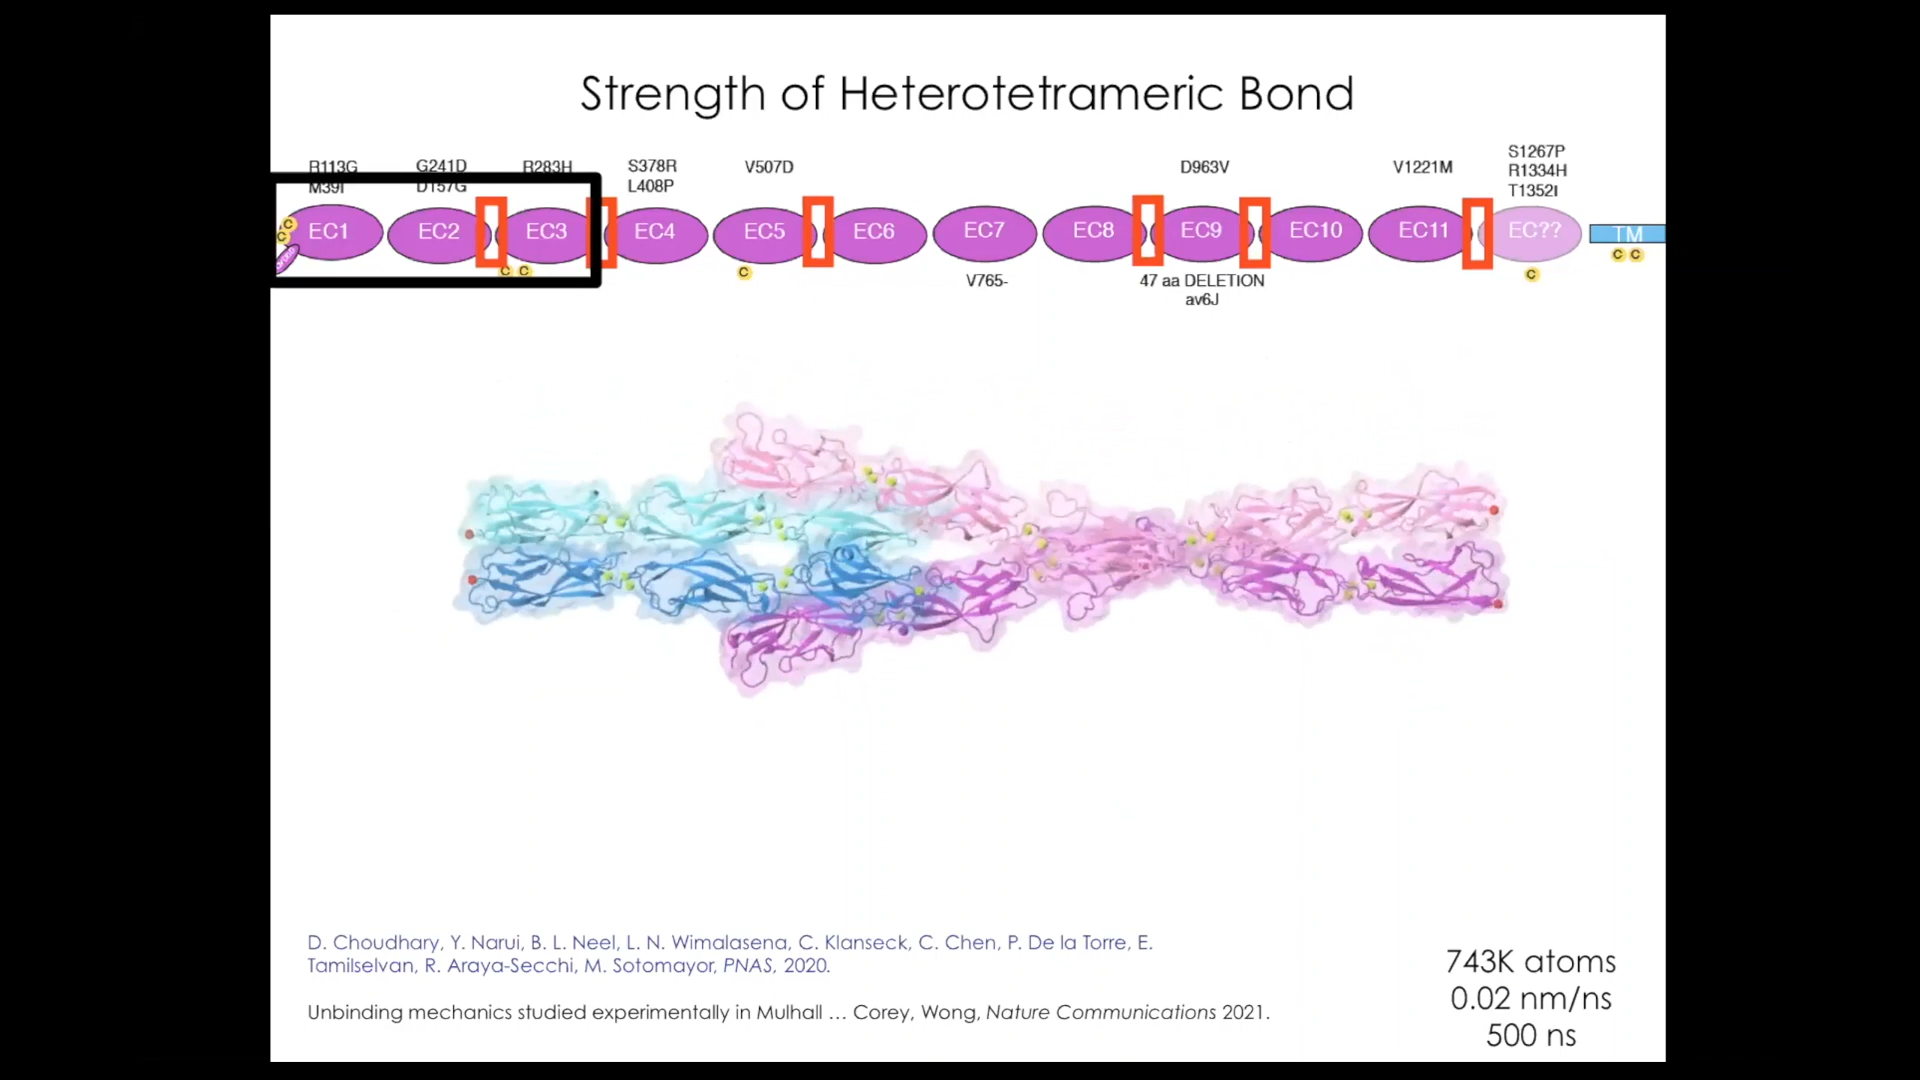 Strength of Heterotetrameric Bond
R113G G241D R283H S378R V507D D963V V1221M S1267P
M39I D157G L408P R1334H
T1352I
EC1 EC2 EC3 EC4 EC5 EC6 EC7 EC8 EC9 EC10 EC11 EC?? TM
C C C C C C C C
V765- 47 aa DELETION
av6J
D. Choudhary, Y. Narui, B. L. Neel, L. N. Wimalasena, C. Klanseck, C. Chen, P. De la Torre, E.
Tamilselvan, R. Araya-Secchi, M. Sotomayor, PNAS, 2020.
Unbinding mechanics studied experimentally in Mulhall ... Corey, Wong, Nature Communications 2021.
743K atoms
0.02 nm/ns
500 ns